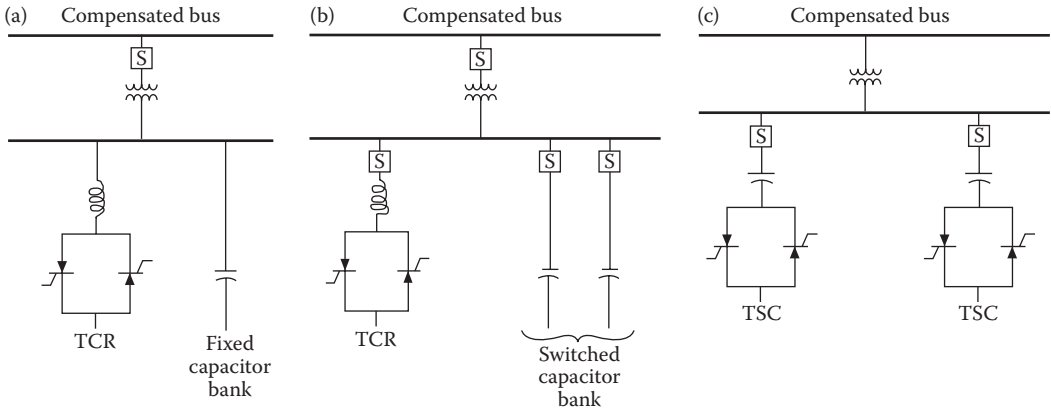 (a) Compensated bus
S
TCR
Fixed
capacitor
bank
(b) Compensated bus
S
S
S
S
TCR
Switched
capacitor
bank
(c) Compensated bus
S
S
TSC
TSC